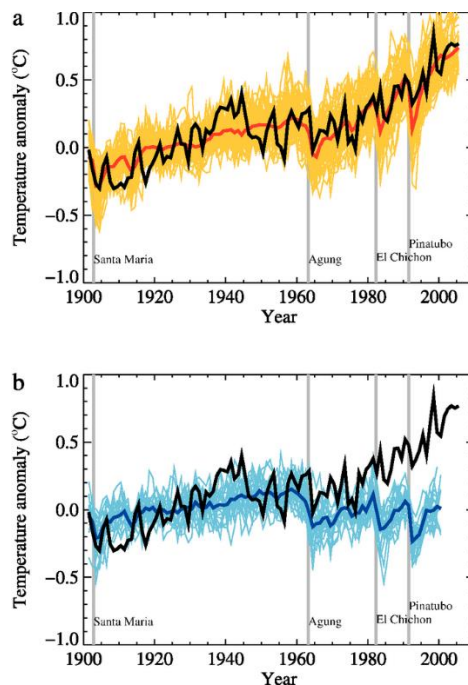 a
Temperature anomaly (°C)
1.0
0.5
0.0
−0.5
−1.0
Santa Maria
Agung
El Chichon
Pinatubo
1900 1920 1940 1960 1980 2000
Year
b
Temperature anomaly (°C)
1.0
0.5
0.0
−0.5
−1.0
Santa Maria
Agung
El Chichon
Pinatubo
1900 1920 1940 1960 1980 2000
Year